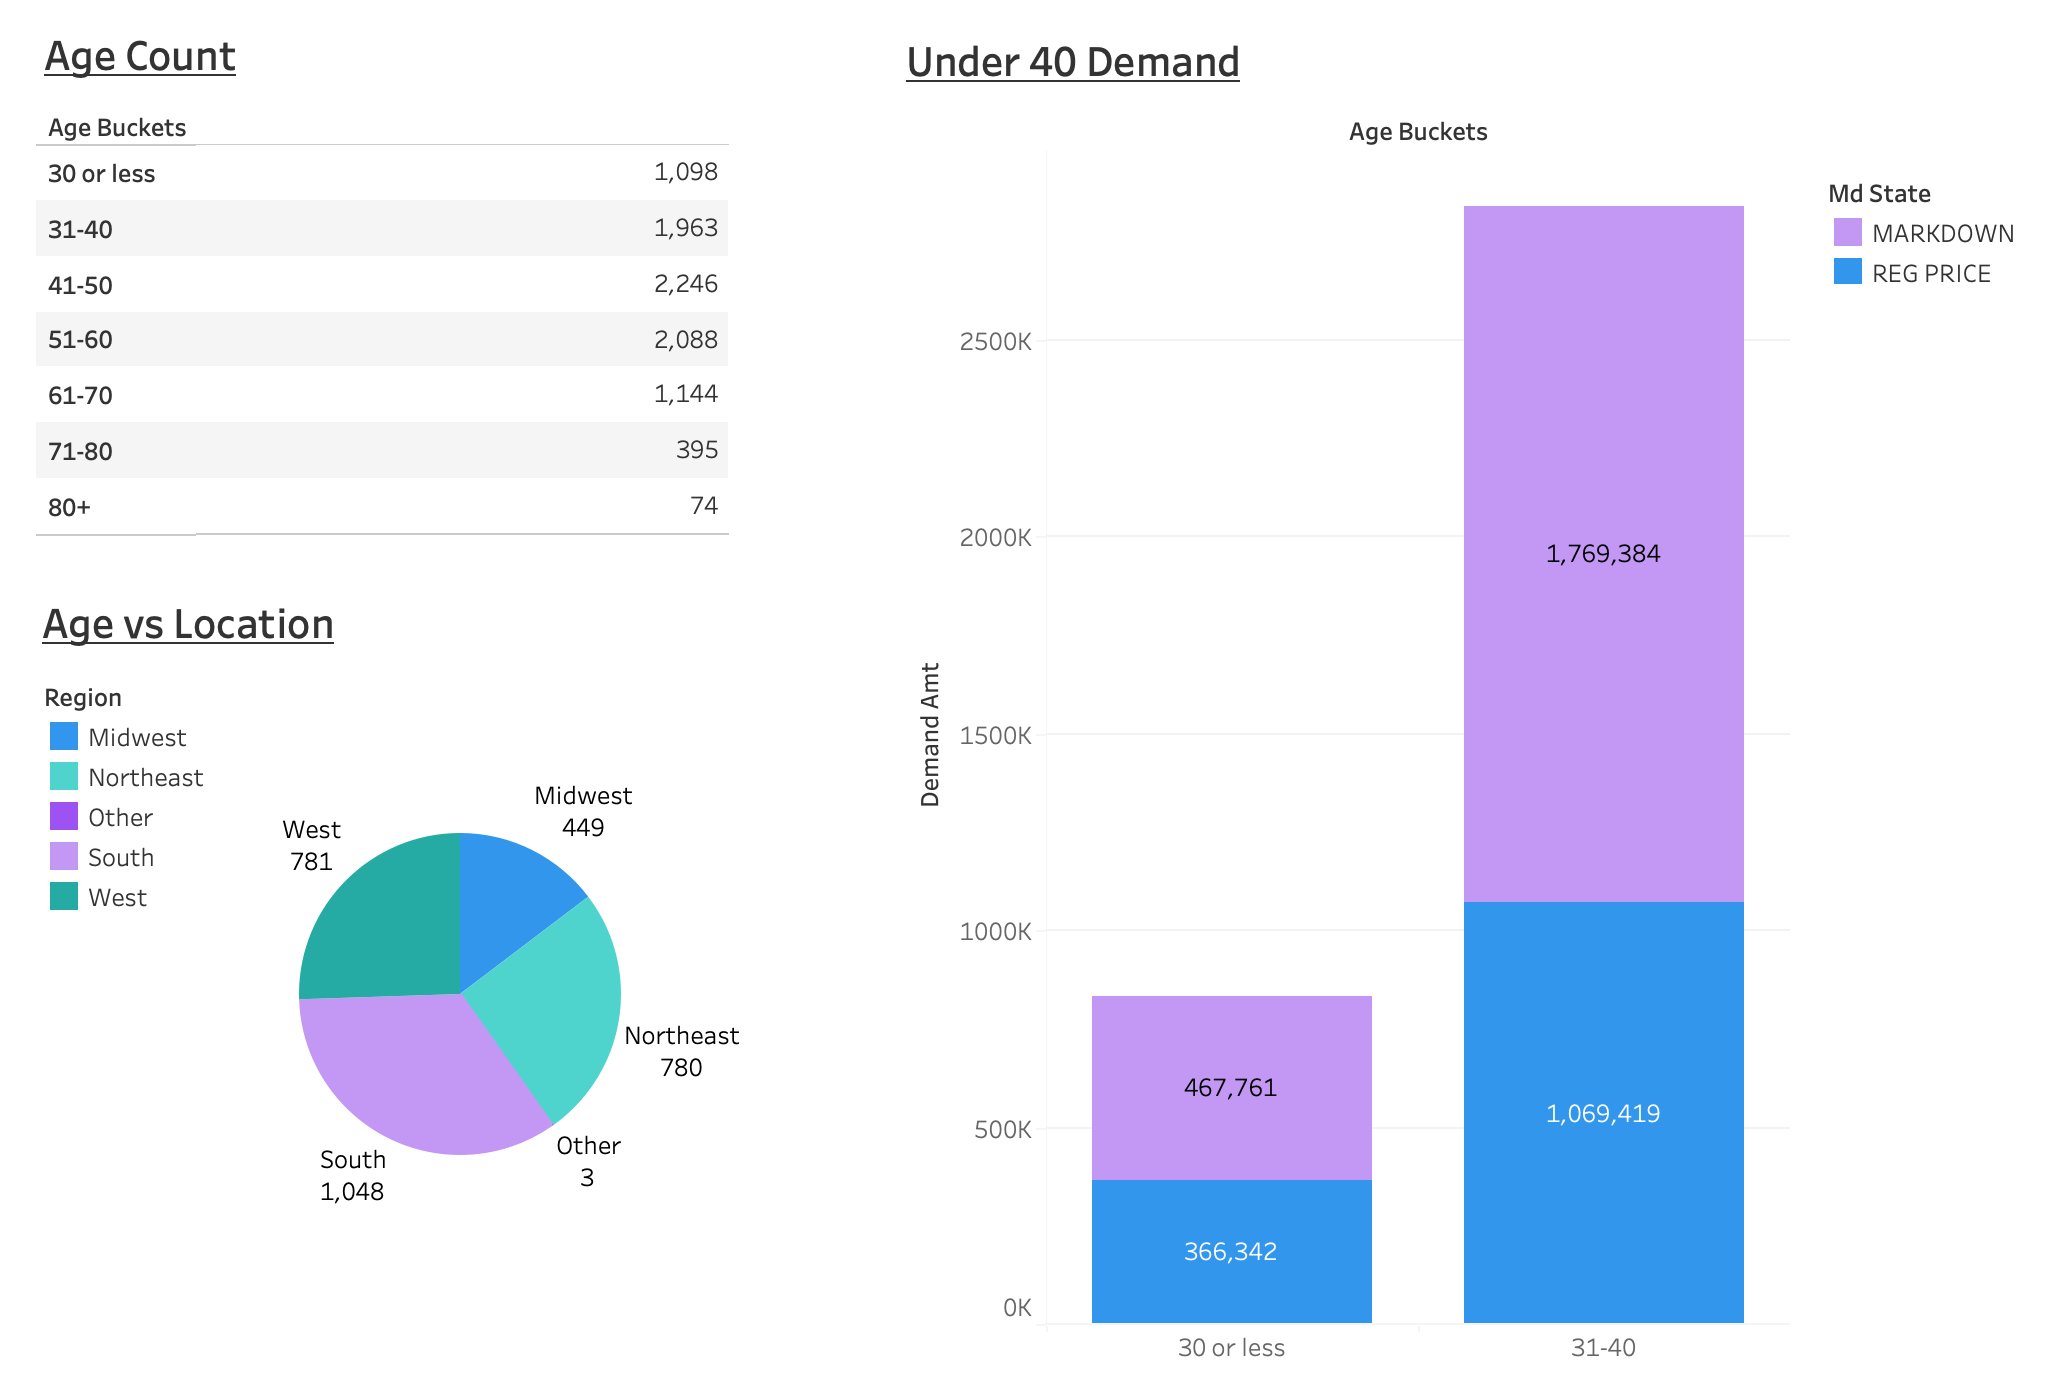 Age Count
Age Buckets
30 or less 1,098
31-40 1,963
41-50 2,246
51-60 2,088
61-70 1,144
71-80 395
80+ 74
Age vs Location
Region
Midwest
Northeast
Other
South
West
Midwest
449
West
781
Northeast
780
Other
3
South
1,048
Under 40 Demand
Age Buckets
Md State
MARKDOWN
REG PRICE
Demand Amt
2500K
2000K
1500K
1000K
500K
0K
1,769,384
1,069,419
467,761
366,342
30 or less
31-40